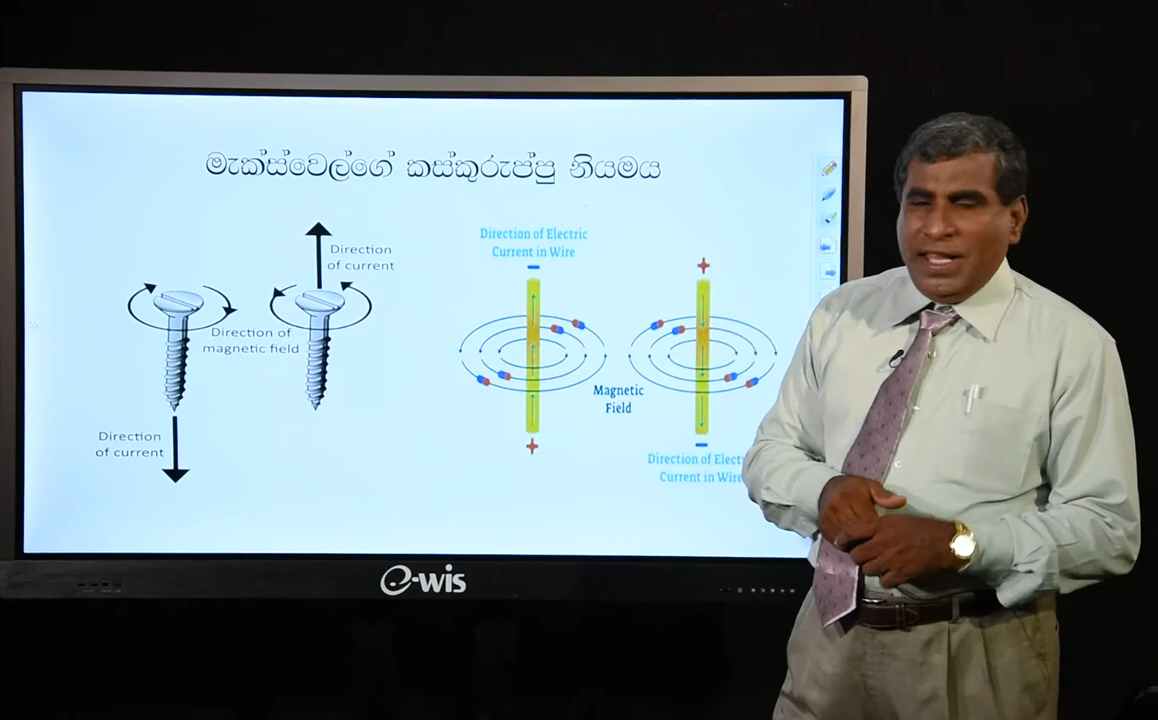 මැක්ස්වෙල්ගේ කස්කුරුප්පු නියමය
Direction
of current
Direction of
magnetic field
Direction
of current
Direction of Electric
Current in Wire
Magnetic
Field
Direction of Elect
Current in Wire
e-wis